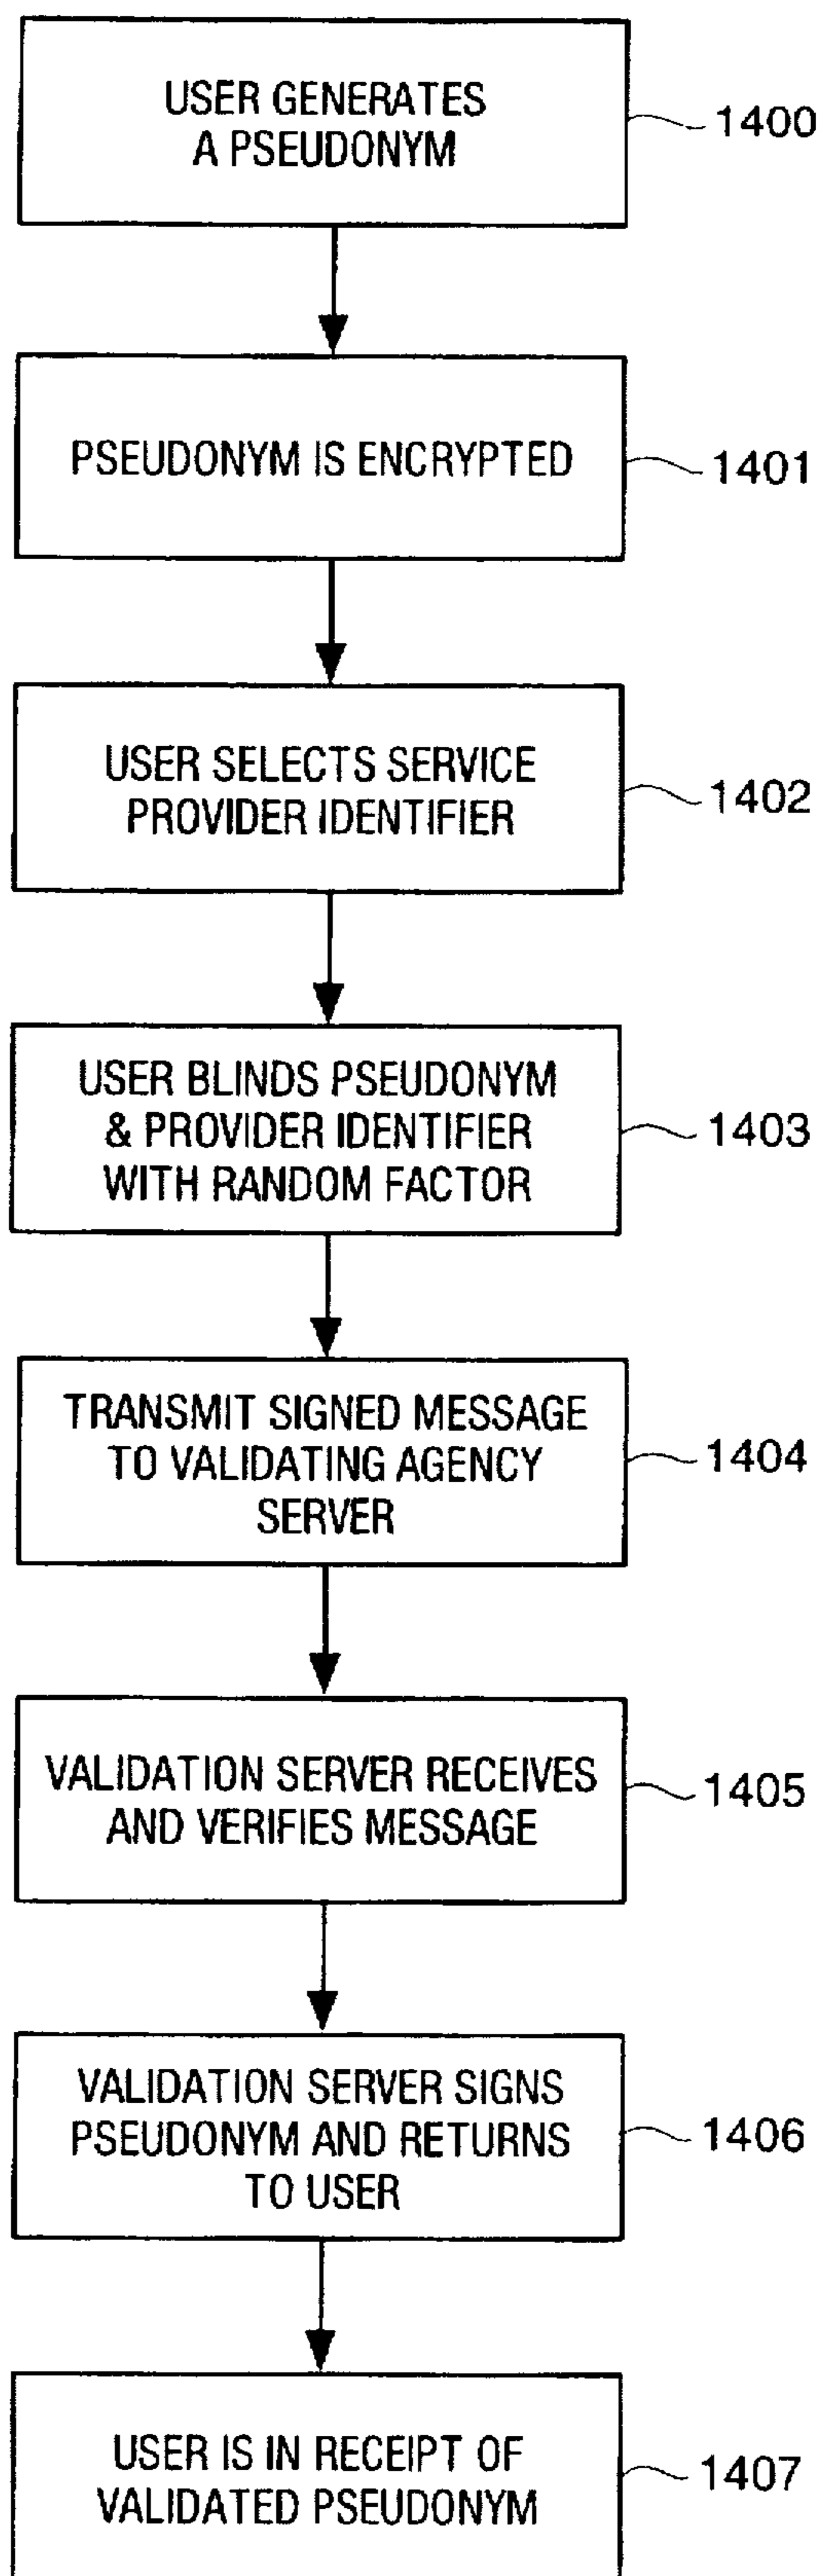 USER GENERATES
A PSEUDONYM
1400
PSEUDONYM IS ENCRYPTED
1401
USER SELECTS SERVICE
PROVIDER IDENTIFIER
1402
USER BLINDS PSEUDONYM
& PROVIDER IDENTIFIER
WITH RANDOM FACTOR
1403
TRANSMIT SIGNED MESSAGE
TO VALIDATING AGENCY
SERVER
1404
VALIDATION SERVER RECEIVES
AND VERIFIES MESSAGE
1405
VALIDATION SERVER SIGNS
PSEUDONYM AND RETURNS
TO USER
1406
USER IS IN RECEIPT OF
VALIDATED PSEUDONYM
1407